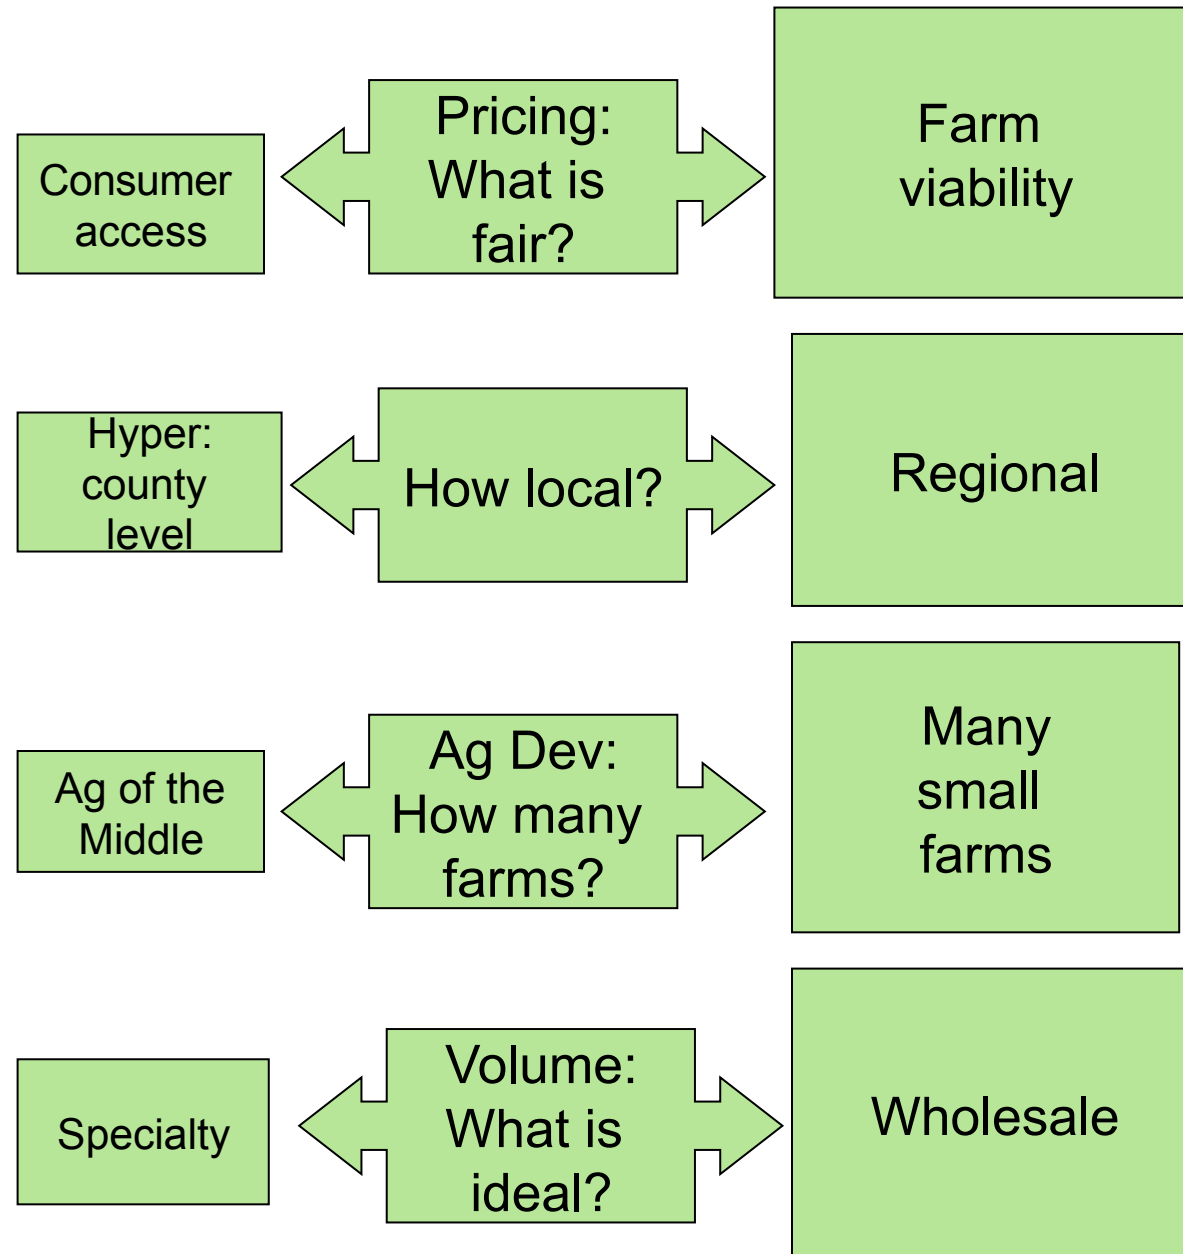 Consumer
access
Pricing:
What is
fair?
Farm
viability
Hyper:
county
level
How local?
Regional
Ag of the
Middle
Ag Dev:
How many
farms?
Many
small
farms
Specialty
Volume:
What is
ideal?
Wholesale